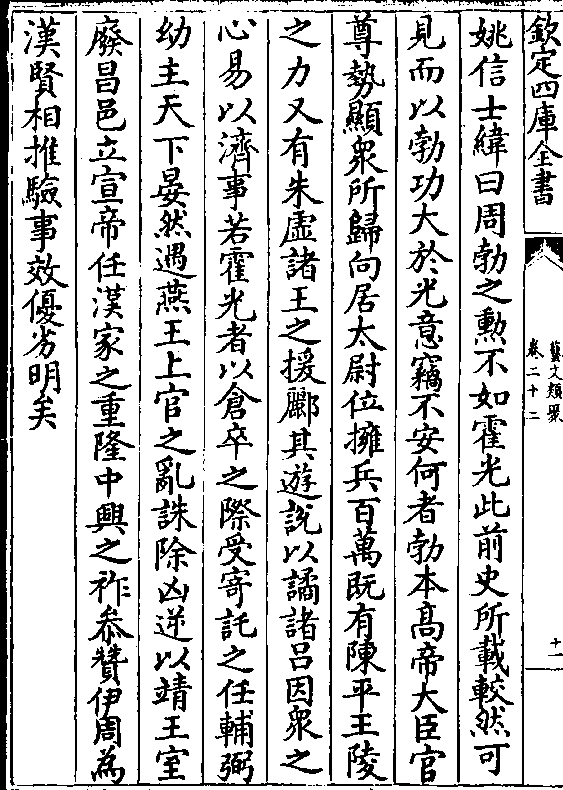 欽定四庫全書
藝文類聚
卷二十二
十一
姚信士緯曰周勃之勲不如霍光此前史所載較然可
見而以勃功大於光意竊不安何者勃本髙帝大臣官
尊勢顯衆所歸向居太尉位擁兵百萬既有陳平王陵
之力又有朱虛諸王之援酈其遊說以譎諸吕因衆之
心易以濟事若霍光者以倉卒之際受寄託之任輔弼
幼主天下晏然遇燕王上官之亂誅除凶逆以靖王室
廢昌邑立宣帝任漢家之重隆中興之祚叅贊伊周為
漢賢相推驗事效優劣明矣